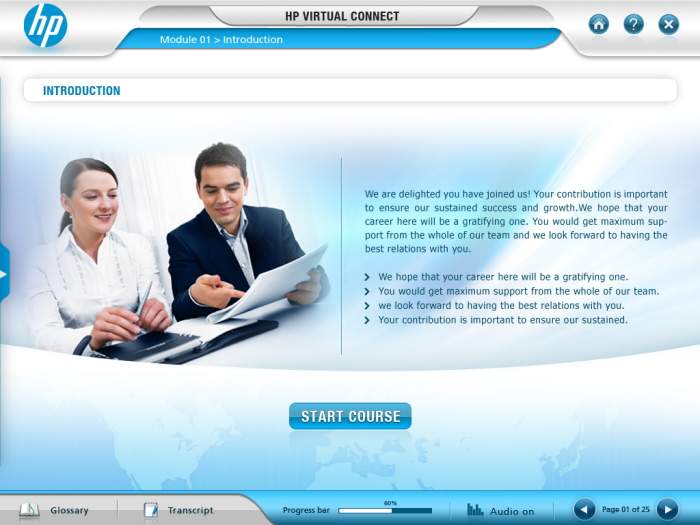 hp
HP VIRTUAL CONNECT
Module 01 > Introduction
?
INTRODUCTION
We are delighted you have joined us! Your contribution is important
to ensure our sustained success and growth.We hope that your
career here will be a gratifying one. You would get maximum sup-
port from the whole of our team and we look forward to having the
best relations with you.
We hope that your career here will be a gratifying one.
You would get maximum support from the whole of our team.
we look forward to having the best relations with you.
Your contribution is important to ensure our sustained.
START COURSE
Glossary
Transcript
Progress bar
60%
Audio on
Page 01 of 25